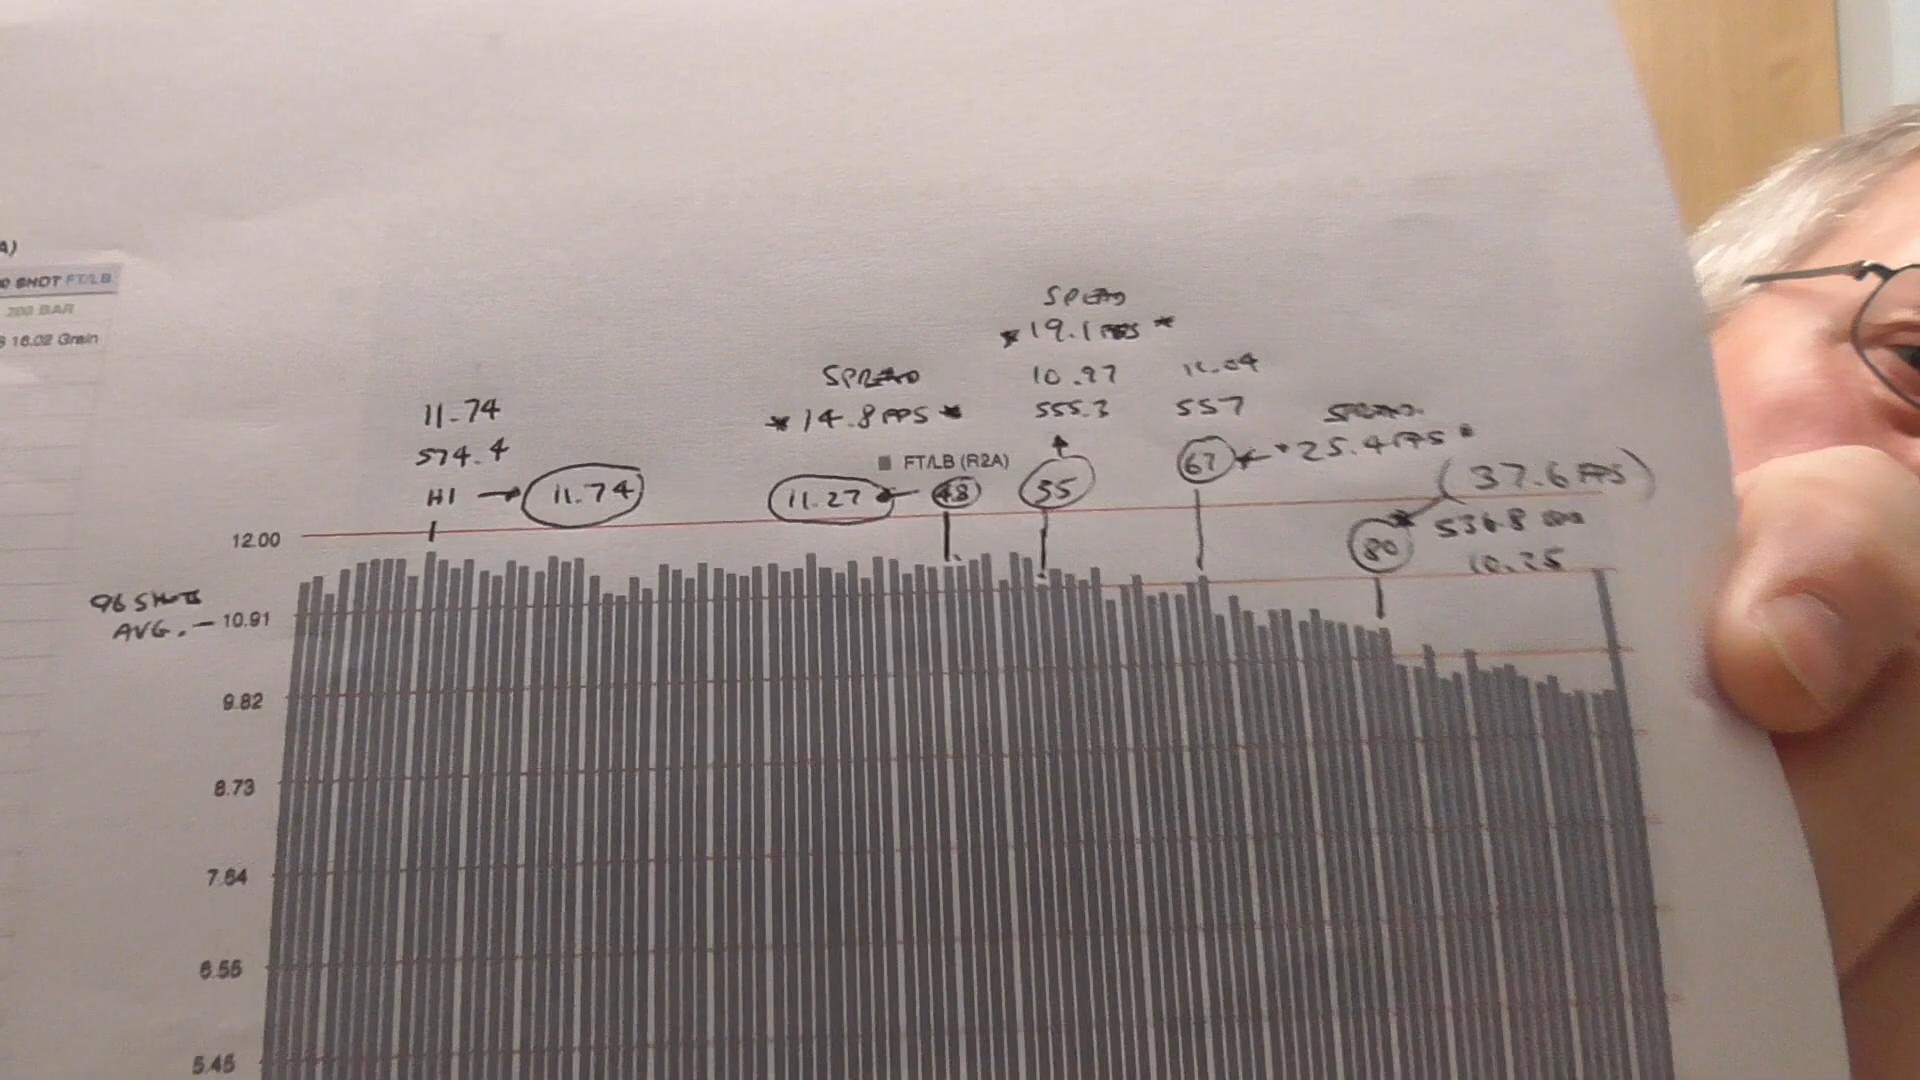 A)
0 SHOT FT/LB
200 BAR
16.02 Grain
SPREAD
*19.1 FPS*
10.97
555.3
11.04
557
SPREAD
*14.8 FPS*
11.74
574.4
HI → 11.74
11.27 ← 48
FT/LB (R2A)
55
67 ← *25.4 FPS*
SPREAD
(37.6 FPS)
80
536.8
10.25
12.00
96 SHOTS
AVG. – 10.91
9.82
8.73
7.64
6.55
5.45